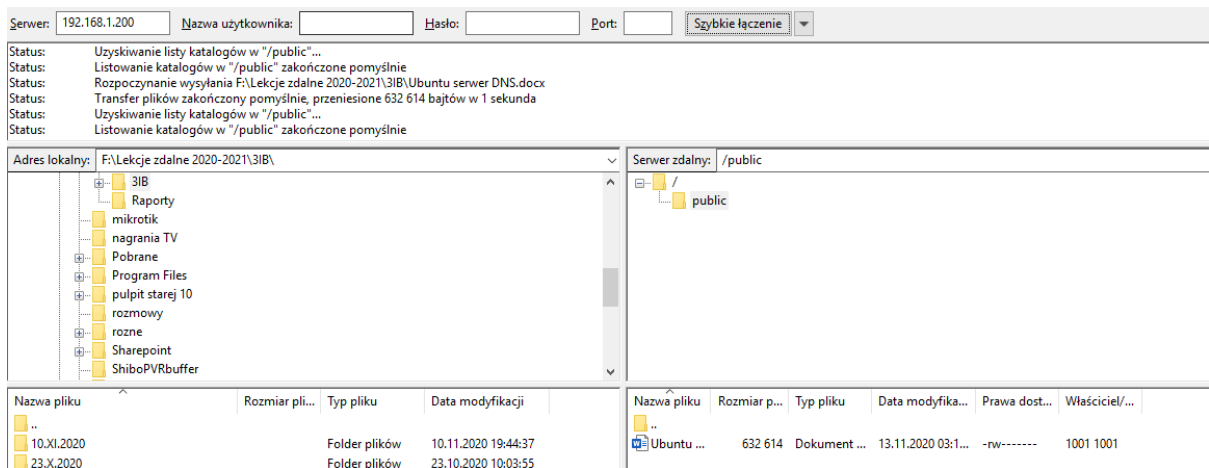 Serwer: 192.168.1.200 Nazwa użytkownika: Hasło: Port: Szybkie łączenie
Status: Uzyskiwanie listy katalogów w "/public"...
Status: Listowanie katalogów w "/public" zakończone pomyślnie
Status: Rozpoczynanie wysyłania F:\Lekcje zdalne 2020-2021\3IB\Ubuntu serwer DNS.docx
Status: Transfer plików zakończony pomyślnie, przeniesione 632 614 bajtów w 1 sekunda
Status: Uzyskiwanie listy katalogów w "/public"...
Status: Listowanie katalogów w "/public" zakończone pomyślnie
Adres lokalny: F:\Lekcje zdalne 2020-2021\3IB\
3IB
Raporty
mikrotik
nagrania TV
Pobrane
Program Files
pulpit starej 10
rozmowy
rozne
Sharepoint
ShiboPVRbuffer
Serwer zdalny: /public
/
public
Nazwa pliku Rozmiar pli... Typ pliku Data modyfikacji
..
10.XI.2020 Folder plików 10.11.2020 19:44:37
23.X.2020 Folder plików 23.10.2020 10:03:55
Nazwa pliku Rozmiar p... Typ pliku Data modyfika... Prawa dost... Właściciel/...
..
Ubuntu ... 632 614 Dokument ... 13.11.2020 03:1... -rw------- 1001 1001